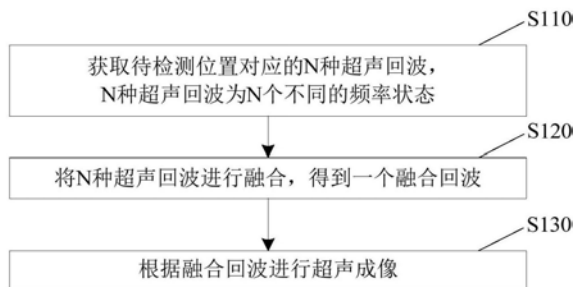 S110
获取待检测位置对应的N种超声回波，
N种超声回波为N个不同的频率状态
S120
将N种超声回波进行融合，得到一个融合回波
S130
根据融合回波进行超声成像